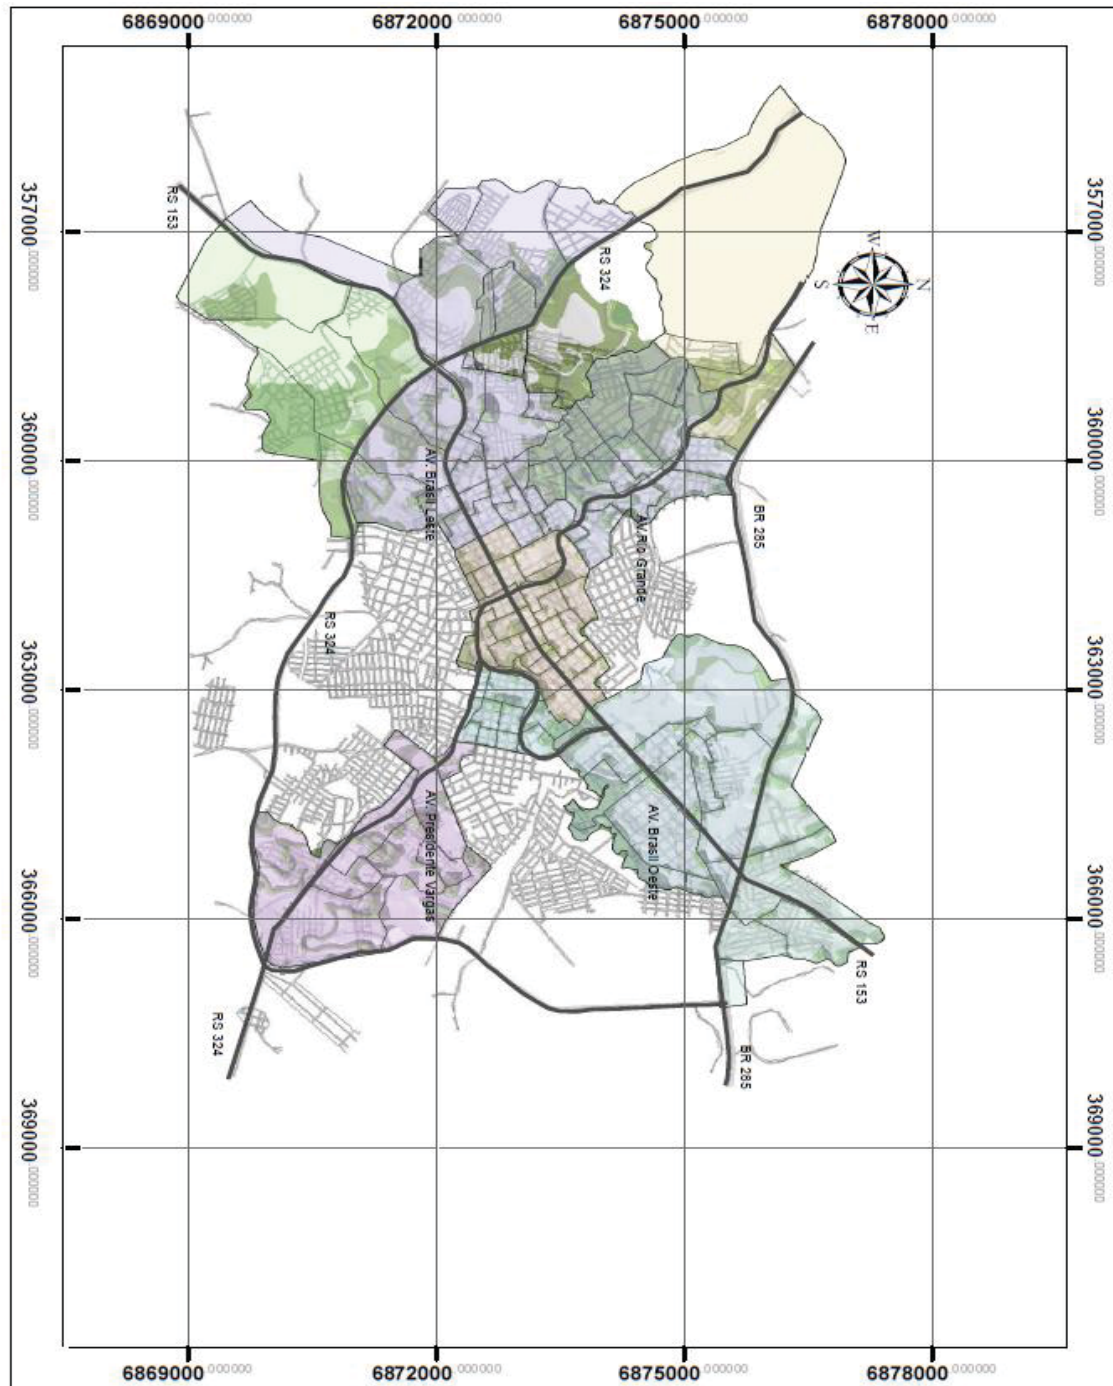 6869000.000000
6872000.000000
6875000.000000
6878000.000000
357000.000000
357000.000000
RS 153
RS 324
W
N
S
E
360000.000000
360000.000000
AV. Brasil Leste
AV.Rio Grande
BR 285
RS 324
363000.000000
363000.000000
AV. Presidente Vargas
AV. Brasil Oeste
366000.000000
366000.000000
RS 153
RS 324
BR 285
369000.000000
369000.000000
6869000.000000
6872000.000000
6875000.000000
6878000.000000